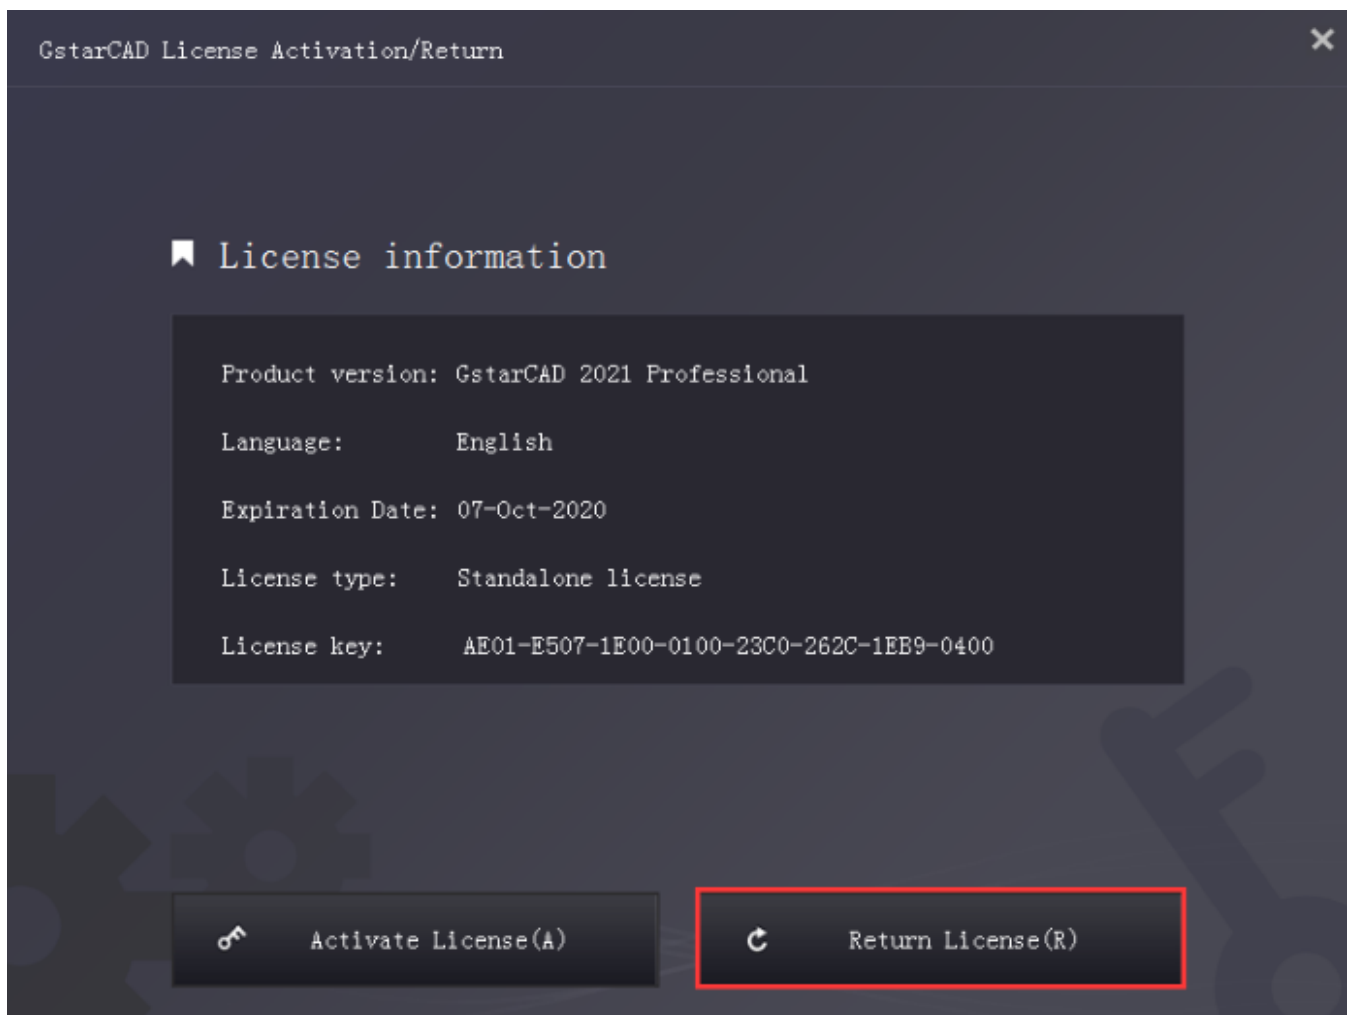 GstarCAD License Activation/Return
License information
Product version: GstarCAD 2021 Professional
Language: English
Expiration Date: 07-Oct-2020
License type: Standalone license
License key: AE01-E507-1E00-0100-23C0-262C-1EB9-0400
Activate License(A)
Return License(R)